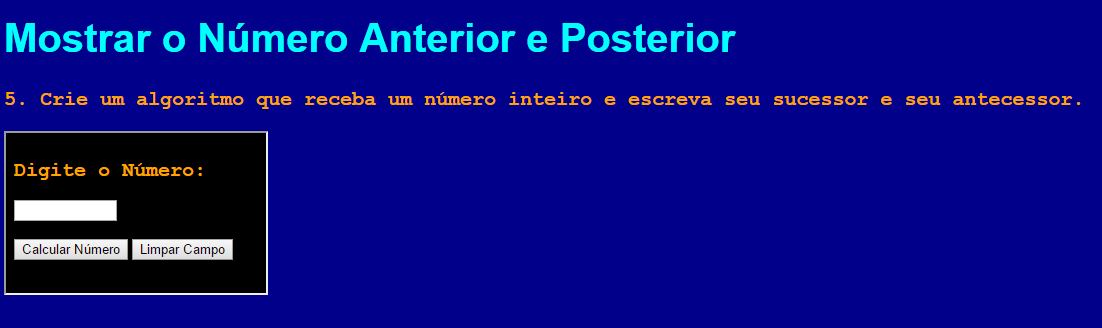 Mostrar o Número Anterior e Posterior
5. Crie um algoritmo que receba um número inteiro e escreva seu sucessor e seu antecessor.
Digite o Número:
Calcular Número Limpar Campo